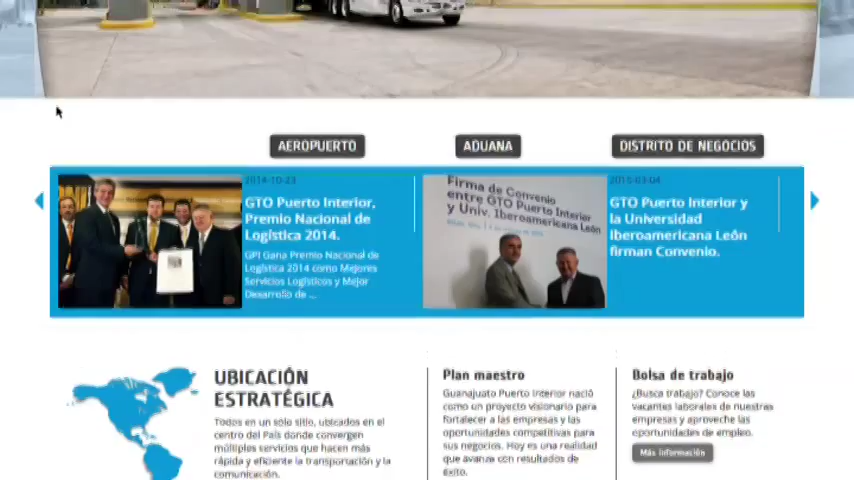 AEROPUERTO
ADUANA
DISTRITO DE NEGOCIOS
2014-10-23
GTO Puerto Interior,
Premio Nacional de
Logística 2014.
GPI Gana Premio Nacional de
Logística 2014 como Mejores
Servicios Logísticos y Mejor
Desarrollo de ...
Firma de Convenio
entre GTO Puerto Interior
y Univ. Iberoamericana León
2015-03-04
GTO Puerto Interior y
la Universidad
Iberoamericana León
firman Convenio.
UBICACIÓN
ESTRATÉGICA
Todos en un sólo sitio, ubicados en el
centro del País donde convergen
múltiples servicios que hacen más
rápida y eficiente la transportación y la
comunicación.
Plan maestro
Guanajuato Puerto Interior nació
como un proyecto visionario para
fortalecer a las empresas y las
oportunidades competitivas para
sus negocios. Hoy es una realidad
que avanza con resultados de
éxito.
Bolsa de trabajo
¿Busca trabajo? Conoce las
vacantes laborales de nuestras
empresas y aproveche las
oportunidades de empleo.
Más información